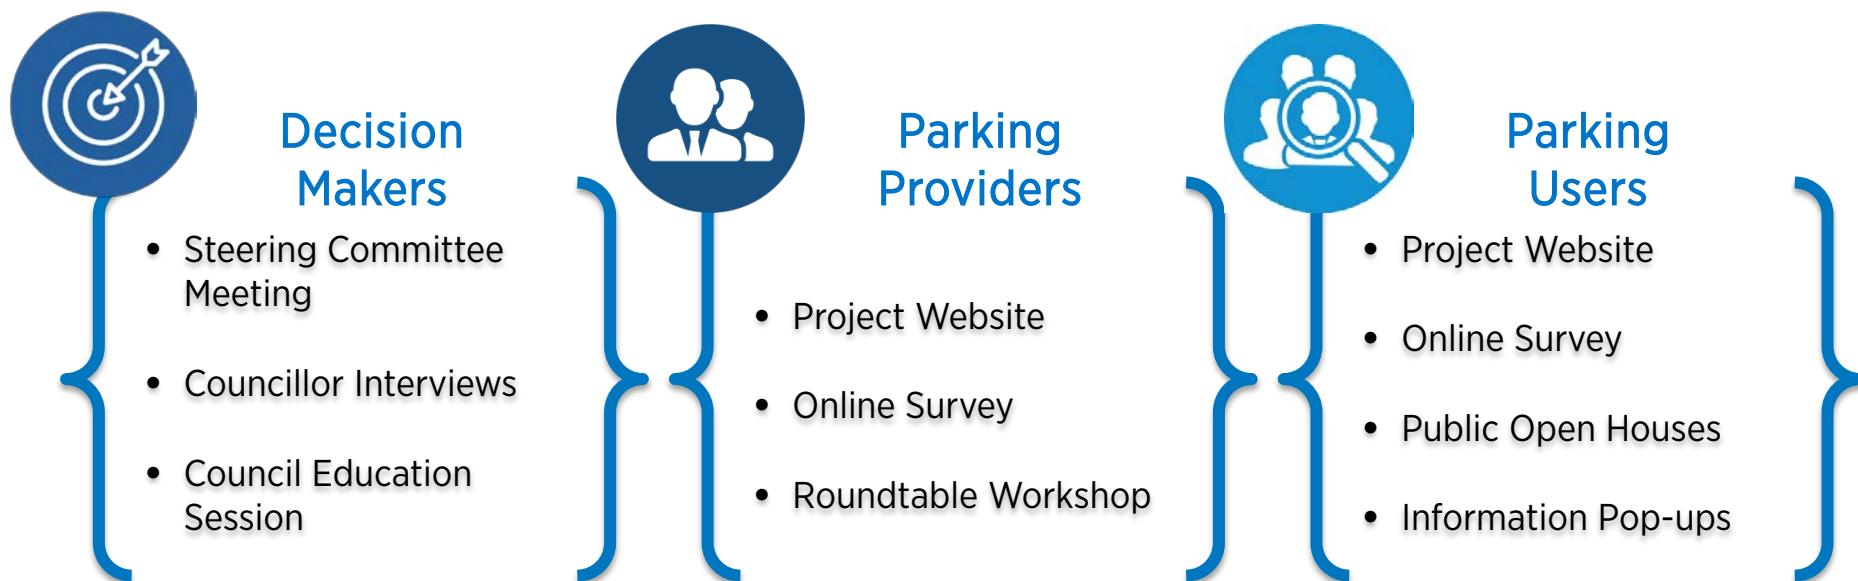 Decision
Makers
• Steering Committee
Meeting
• Councillor Interviews
• Council Education
Session
Parking
Providers
• Project Website
• Online Survey
• Roundtable Workshop
Parking
Users
• Project Website
• Online Survey
• Public Open Houses
• Information Pop-ups